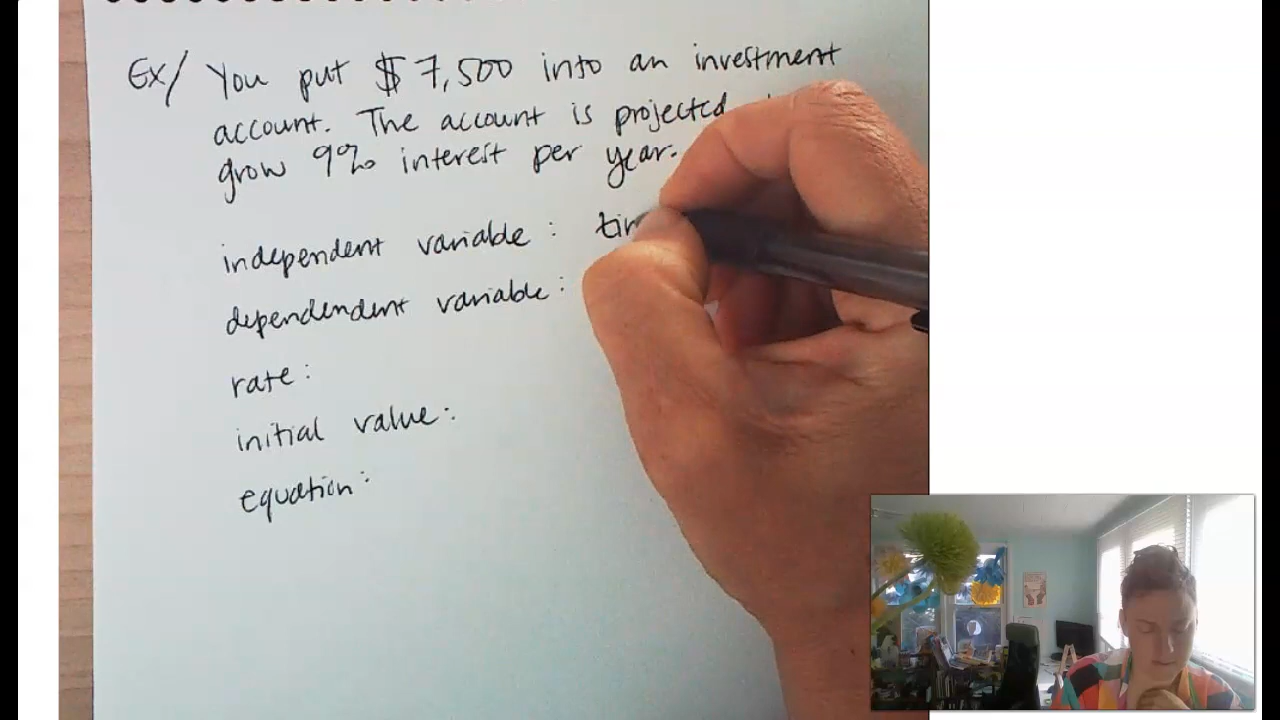 Ex/ You put $7,500 into an investment
account. The account is projected
grow 9% interest per year.
independent variable:
dependendent variable:
rate:
initial value:
equation: